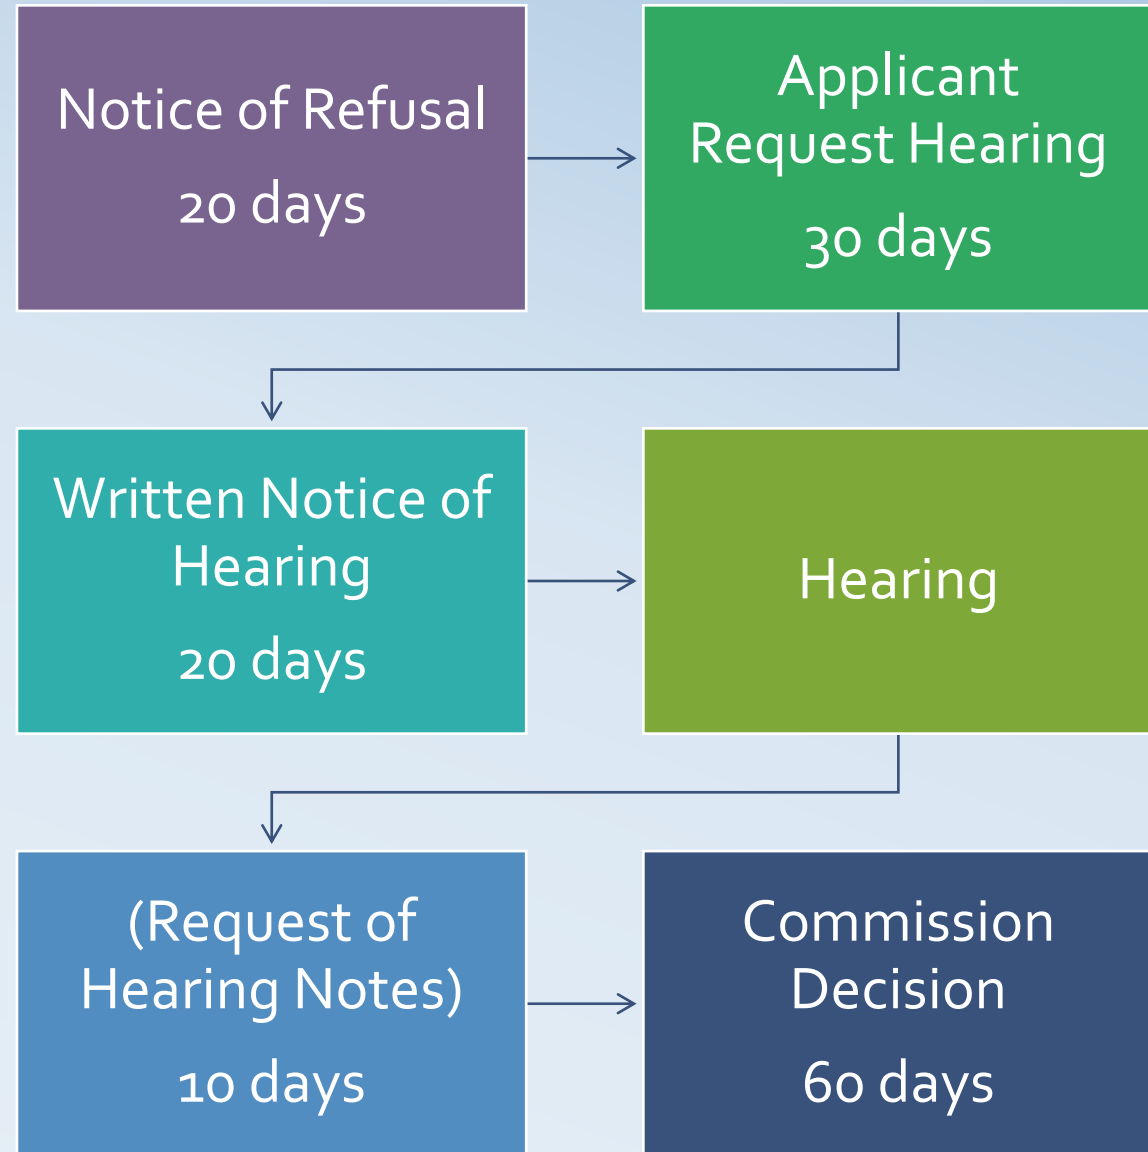 Notice of Refusal
20 days
Applicant
Request Hearing
30 days
Written Notice of
Hearing
20 days
Hearing
(Request of
Hearing Notes)
10 days
Commission
Decision
60 days